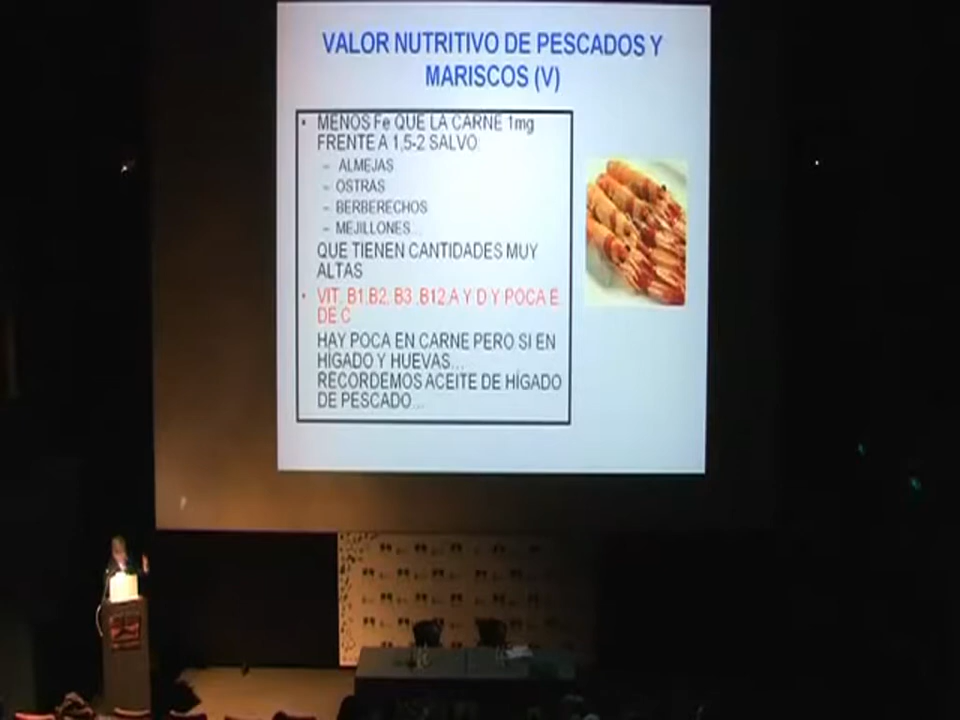 VALOR NUTRITIVO DE PESCADOS Y
MARISCOS (V)
• MENOS Fe QUE LA CARNE 1mg
FRENTE A 1,5-2 SALVO:
– ALMEJAS
– OSTRAS
– BERBERECHOS
– MEJILLONES...
QUE TIENEN CANTIDADES MUY
ALTAS
• VIT. B1,B2, B3 ,B12,A Y D Y POCA E.
DE C
HAY POCA EN CARNE PERO SI EN
HÍGADO Y HUEVAS...
RECORDEMOS ACEITE DE HÍGADO
DE PESCADO...